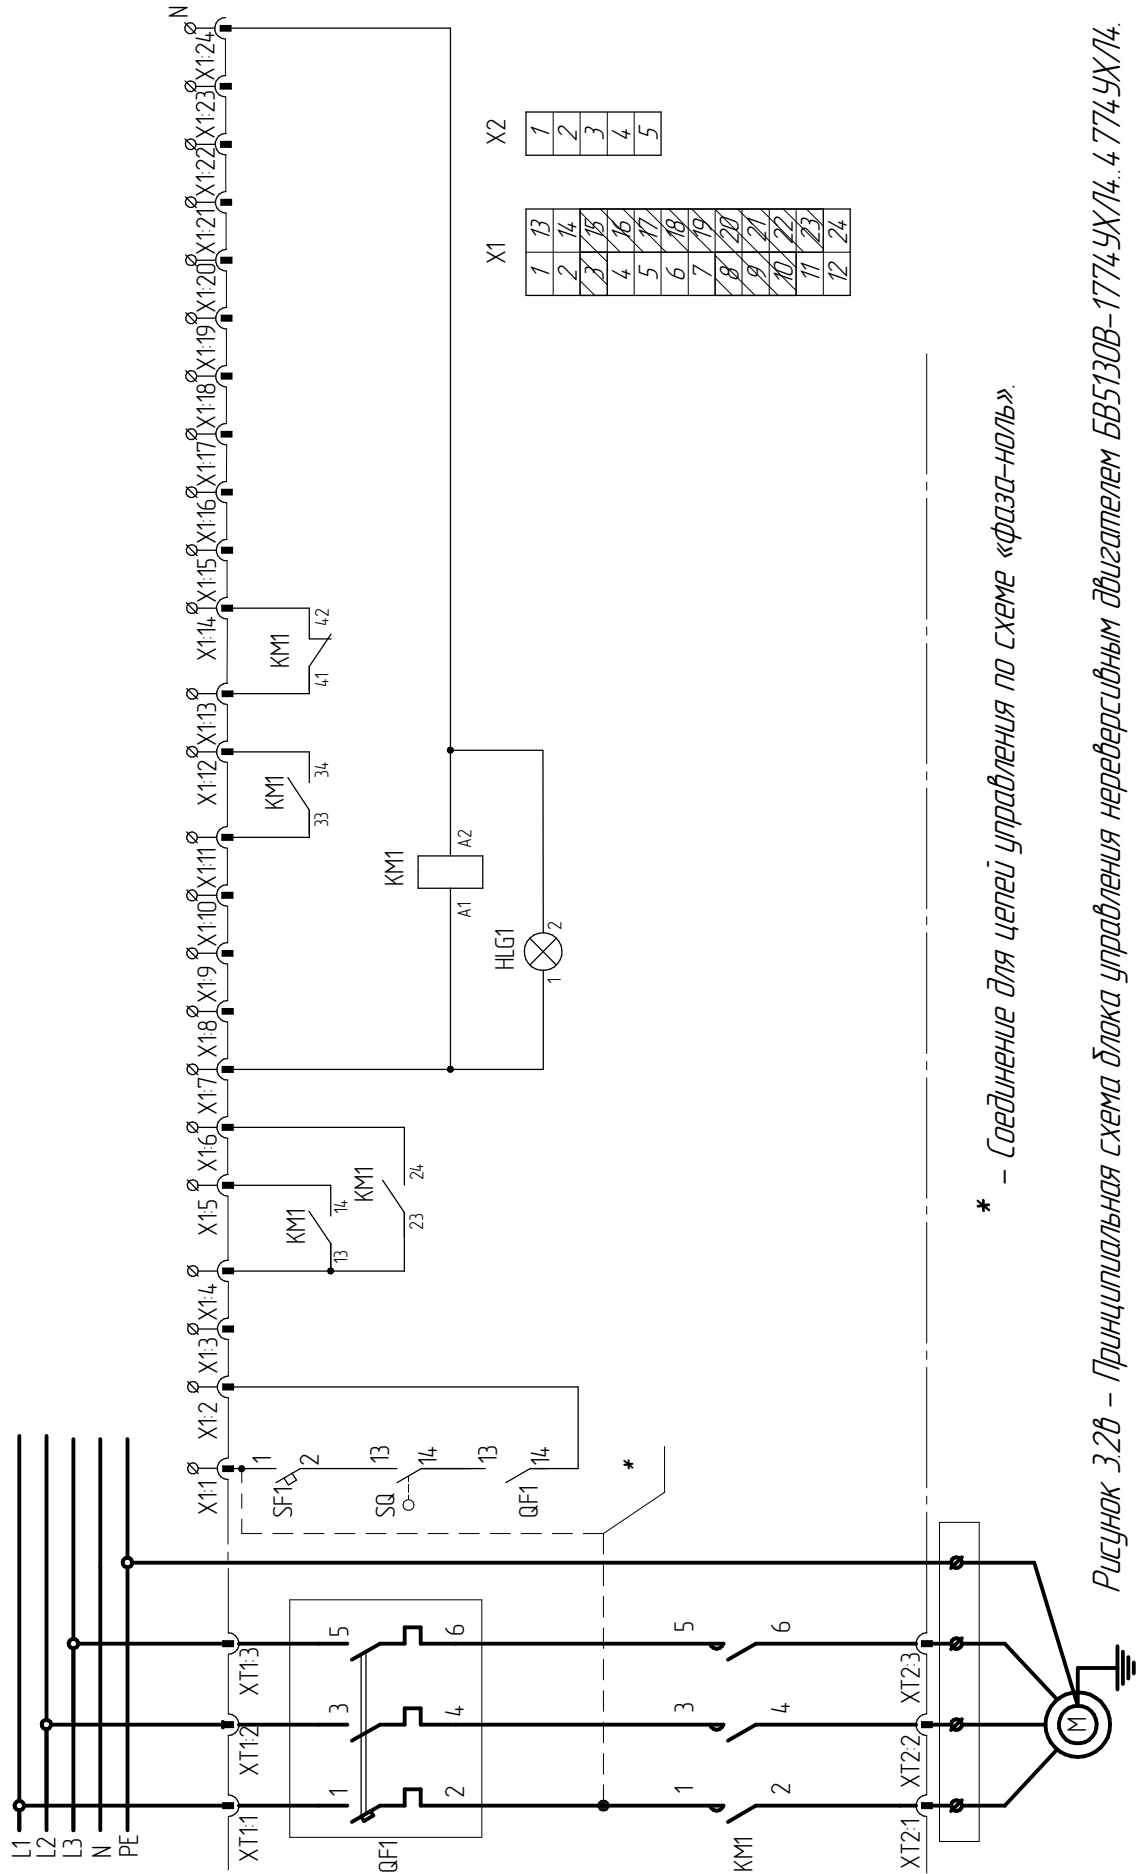 L1
L2
L3
N
PE
XT1:1
XT1:2
XT1:3
X1:1
X1:2
X1:3
X1:4
X1:5
X1:6
X1:7
X1:8
X1:9
X1:10
X1:11
X1:12
X1:13
X1:14
X1:15
X1:16
X1:17
X1:18
X1:19
X1:20
X1:21
X1:22
X1:23
X1:24
N
QF1
1
3
5
2
4
6
SF1
1
2
SQ
13
14
QF1
13
14
*
KM1
13
14
KM1
23
24
KM1
33
34
KM1
41
42
KM1
A1
A2
HLG1
1
2
KM1
1
3
5
2
4
6
XT2:1
XT2:2
XT2:3
M
X1
1 13
2 14
3 15
4 16
5 17
6 18
7 19
8 20
9 21
10 22
11 23
12 24
X2
1
2
3
4
5
* – Соединение для цепей управления по схеме «фаза-ноль».
Рисунок 3.2В – Принципиальная схема блока управления нереверсивным двигателем БВ5130В-1774УХЛ4...4774УХЛ4.